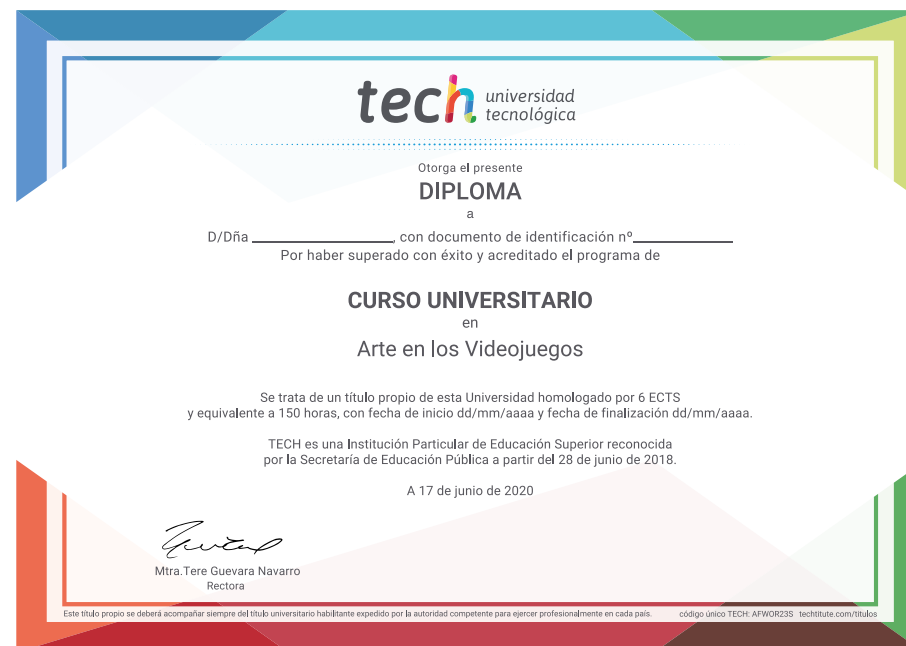 tech universidad
tecnológica
Otorga el presente
DIPLOMA
a
D/Dña ____________________, con documento de identificación nº______________
Por haber superado con éxito y acreditado el programa de
CURSO UNIVERSITARIO
en
Arte en los Videojuegos
Se trata de un título propio de esta Universidad homologado por 6 ECTS
y equivalente a 150 horas, con fecha de inicio dd/mm/aaaa y fecha de finalización dd/mm/aaaa.
TECH es una Institución Particular de Educación Superior reconocida
por la Secretaría de Educación Pública a partir del 28 de junio de 2018.
A 17 de junio de 2020
Mtra.Tere Guevara Navarro
Rectora
Este título propio se deberá acompañar siempre del título universitario habilitante expedido por la autoridad competente para ejercer profesionalmente en cada país. código único TECH: AFWOR23S techtitute.com/títulos